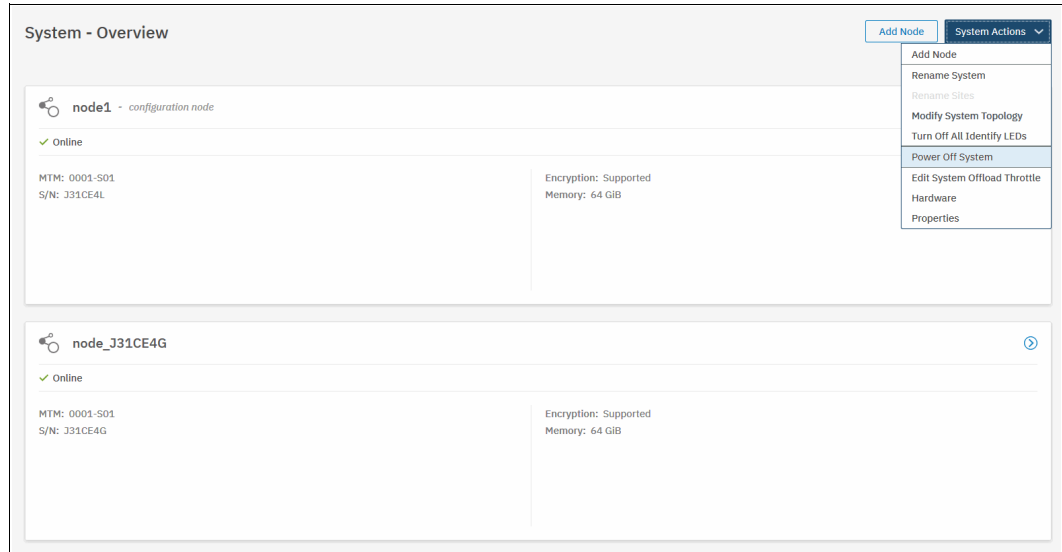 System - Overview
Add Node
System Actions
Add Node
Rename System
Rename Sites
Modify System Topology
Turn Off All Identify LEDs
Power Off System
Edit System Offload Throttle
Hardware
Properties
node1 - configuration node
Online
MTM: 0001-S01
S/N: J31CE4L
Encryption: Supported
Memory: 64 GiB
node_J31CE4G
Online
MTM: 0001-S01
S/N: J31CE4G
Encryption: Supported
Memory: 64 GiB